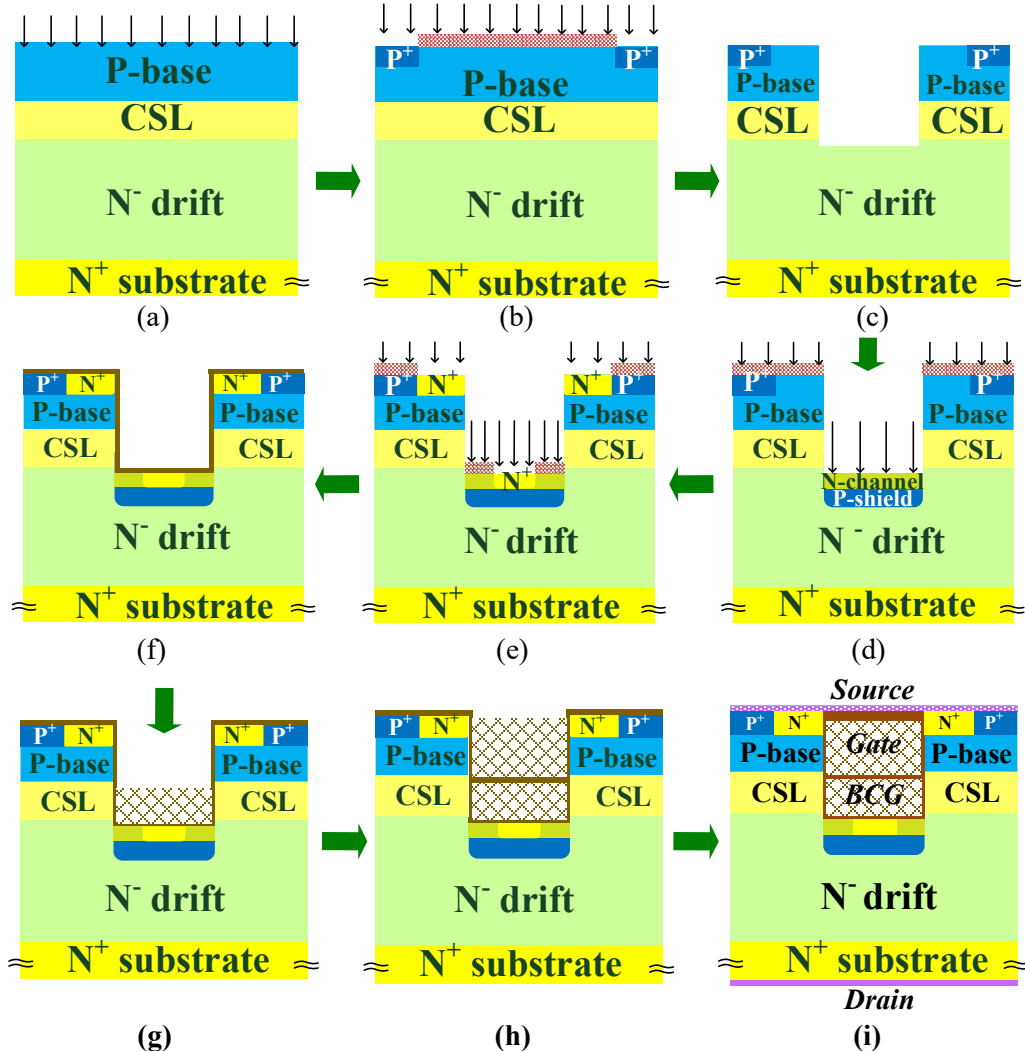 P-base
CSL
N⁻ drift
N⁺ substrate
(a)
P⁺ P⁺
P-base
CSL
N⁻ drift
N⁺ substrate
(b)
P⁺ P⁺
P-base P-base
CSL CSL
N⁻ drift
N⁺ substrate
(c)
P⁺ N⁺ N⁺ P⁺
P-base P-base
CSL CSL
N⁻ drift
N⁺ substrate
(f)
P⁺ N⁺ N⁺ P⁺
P-base P-base
CSL CSL
N⁺
N⁻ drift
N⁺ substrate
(e)
P⁺ P⁺
P-base P-base
CSL CSL
N-channel
P-shield
N⁻ drift
N⁺ substrate
(d)
P⁺ N⁺ N⁺ P⁺
P-base P-base
CSL CSL
N⁻ drift
N⁺ substrate
(g)
P⁺ N⁺ N⁺ P⁺
P-base P-base
CSL CSL
N⁻ drift
N⁺ substrate
(h)
Source
P⁺ N⁺ N⁺ P⁺
Gate
P-base P-base
CSL BCG CSL
N⁻ drift
N⁺ substrate
Drain
(i)